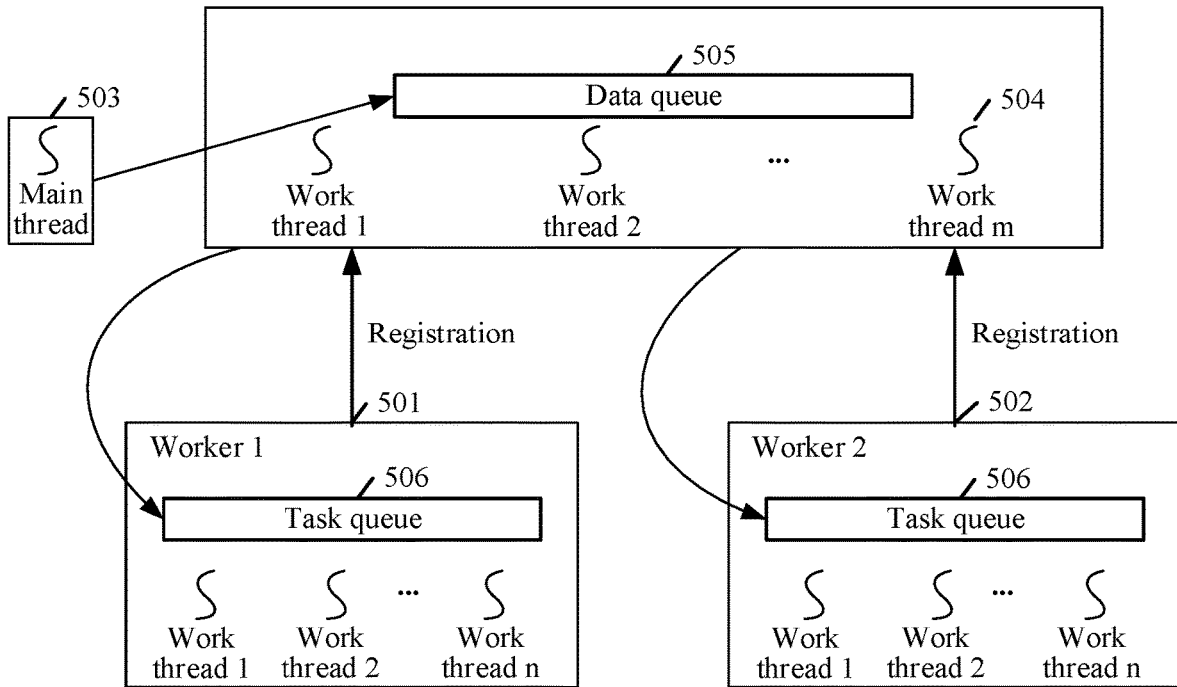 505
503
Data queue
504
...
Main
thread
Work
thread 1
Work
thread 2
Work
thread m
Registration
Registration
501
502
Worker 1
Worker 2
506
506
Task queue
Task queue
...
...
Work
thread 1
Work
thread 2
Work
thread n
Work
thread 1
Work
thread 2
Work
thread n